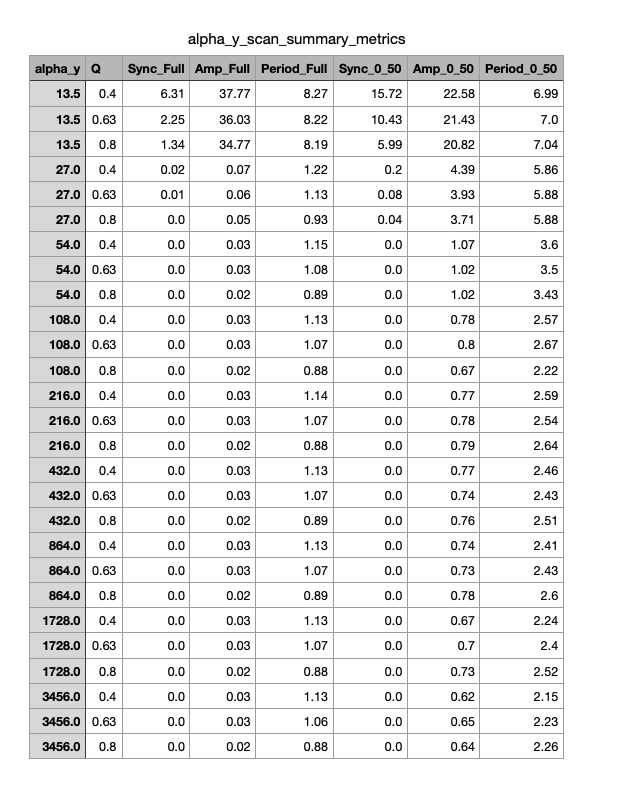 alpha_y_scan_summary_metrics
alpha_y Q Sync_Full Amp_Full Period_Full Sync_0_50 Amp_0_50 Period_0_50
13.5 0.4 6.31 37.77 8.27 15.72 22.58 6.99
13.5 0.63 2.25 36.03 8.22 10.43 21.43 7.0
13.5 0.8 1.34 34.77 8.19 5.99 20.82 7.04
27.0 0.4 0.02 0.07 1.22 0.2 4.39 5.86
27.0 0.63 0.01 0.06 1.13 0.08 3.93 5.88
27.0 0.8 0.0 0.05 0.93 0.04 3.71 5.88
54.0 0.4 0.0 0.03 1.15 0.0 1.07 3.6
54.0 0.63 0.0 0.03 1.08 0.0 1.02 3.5
54.0 0.8 0.0 0.02 0.89 0.0 1.02 3.43
108.0 0.4 0.0 0.03 1.13 0.0 0.78 2.57
108.0 0.63 0.0 0.03 1.07 0.0 0.8 2.67
108.0 0.8 0.0 0.02 0.88 0.0 0.67 2.22
216.0 0.4 0.0 0.03 1.14 0.0 0.77 2.59
216.0 0.63 0.0 0.03 1.07 0.0 0.78 2.54
216.0 0.8 0.0 0.02 0.88 0.0 0.79 2.64
432.0 0.4 0.0 0.03 1.13 0.0 0.77 2.46
432.0 0.63 0.0 0.03 1.07 0.0 0.74 2.43
432.0 0.8 0.0 0.02 0.89 0.0 0.76 2.51
864.0 0.4 0.0 0.03 1.13 0.0 0.74 2.41
864.0 0.63 0.0 0.03 1.07 0.0 0.73 2.43
864.0 0.8 0.0 0.02 0.89 0.0 0.78 2.6
1728.0 0.4 0.0 0.03 1.13 0.0 0.67 2.24
1728.0 0.63 0.0 0.03 1.07 0.0 0.7 2.4
1728.0 0.8 0.0 0.02 0.88 0.0 0.73 2.52
3456.0 0.4 0.0 0.03 1.13 0.0 0.62 2.15
3456.0 0.63 0.0 0.03 1.06 0.0 0.65 2.23
3456.0 0.8 0.0 0.02 0.88 0.0 0.64 2.26